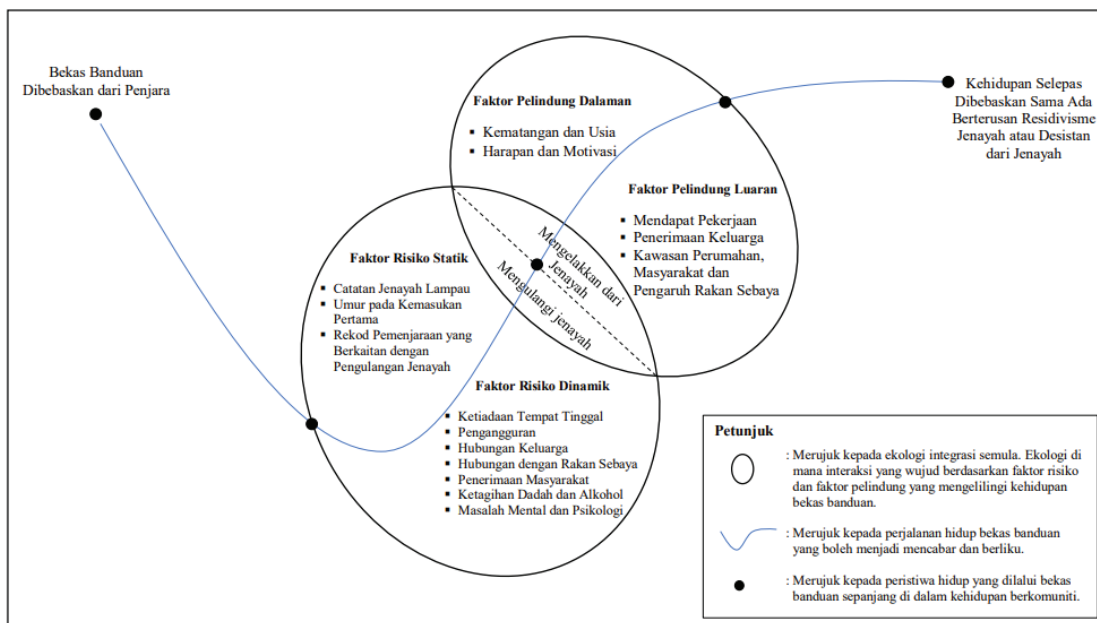 Bekas Banduan
Dibebaskan dari Penjara
Faktor Pelindung Dalaman
▪ Kematangan dan Usia
▪ Harapan dan Motivasi
Kehidupan Selepas
Dibebaskan Sama Ada
Berterusan Residivisme
Jenayah atau Desistan
dari Jenayah
Faktor Pelindung Luaran
▪ Mendapat Pekerjaan
▪ Penerimaan Keluarga
▪ Kawasan Perumahan,
Masyarakat dan
Pengaruh Rakan Sebaya
Mengelakkan dari
Jenayah
Mengulangi jenayah
Faktor Risiko Statik
▪ Catatan Jenayah Lampau
▪ Umur pada Kemasukan
Pertama
▪ Rekod Pemenjaraan yang
Berkaitan dengan
Pengulangan Jenayah
Faktor Risiko Dinamik
▪ Ketiadaan Tempat Tinggal
▪ Pengangguran
▪ Hubungan Keluarga
▪ Hubungan dengan Rakan Sebaya
▪ Penerimaan Masyarakat
▪ Ketagihan Dadah dan Alkohol
▪ Masalah Mental dan Psikologi
Petunjuk
: Merujuk kepada ekologi integrasi semula. Ekologi di
mana interaksi yang wujud berdasarkan faktor risiko
dan faktor pelindung yang mengelilingi kehidupan
bekas banduan.
: Merujuk kepada perjalanan hidup bekas banduan
yang boleh menjadi mencabar dan berliku.
: Merujuk kepada peristiwa hidup yang dilalui bekas
banduan sepanjang di dalam kehidupan berkomuniti.